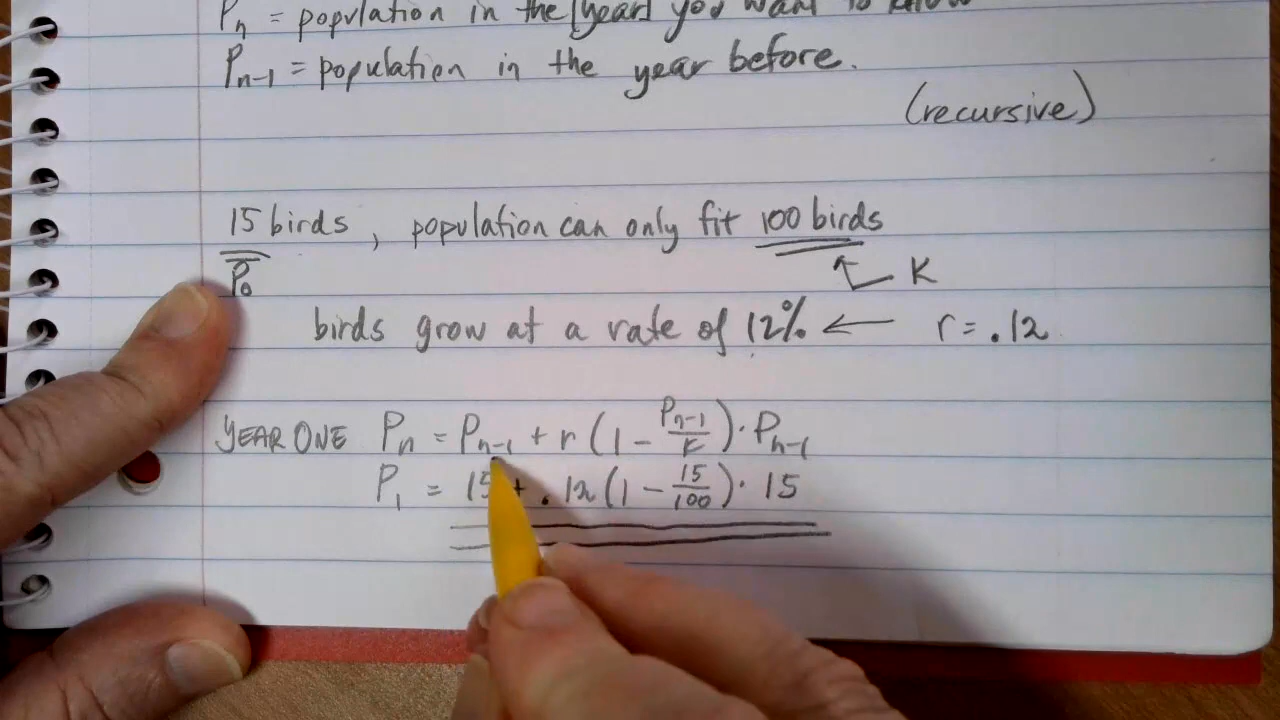 Pn = population in the [year] you want to know
Pn-1 = population in the year before.
(recursive)
15 birds, population can only fit 100 birds
P0
K
birds grow at a rate of 12% ← r = .12
YEAR ONE Pn = Pn-1 + r(1 - Pn-1/K) · Pn-1
P1 = 15 + .12(1 - 15/100) · 15